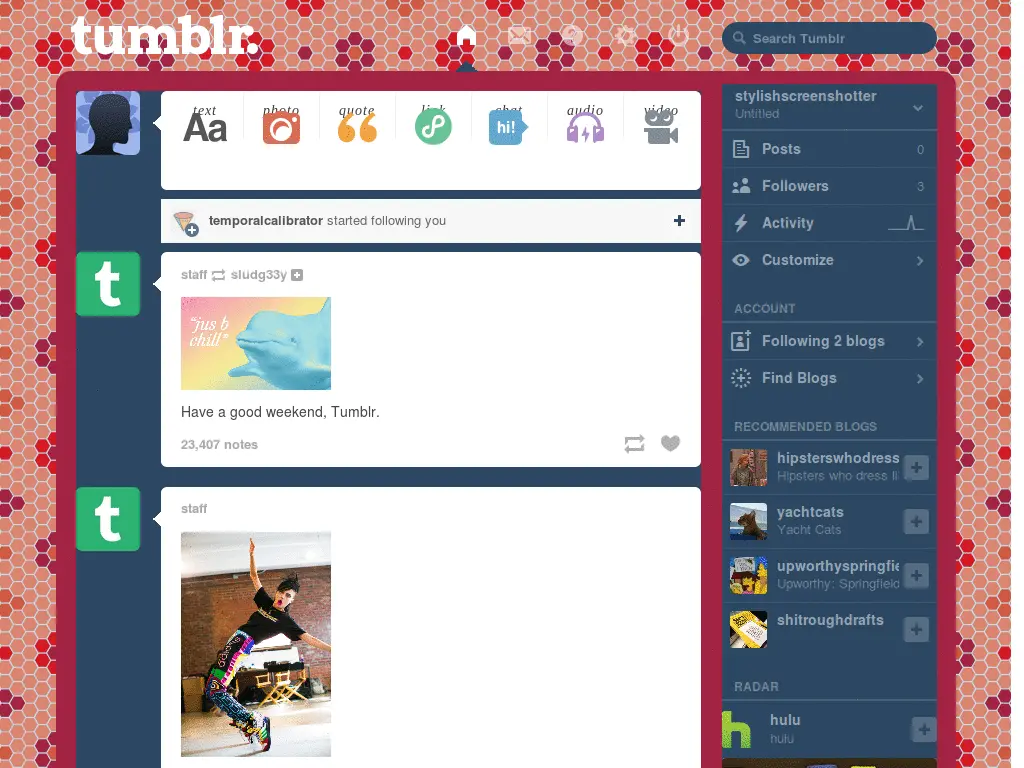 tumblr.
Search Tumblr
text
photo
quote
link
chat
audio
video
Aa
hi!
temporalcalibrator started following you
staff sludg33y
"jus b
chill"
Have a good weekend, Tumblr.
23,407 notes
staff
stylishscreenshotter
Untitled
Posts 0
Followers 3
Activity
Customize
ACCOUNT
Following 2 blogs
Find Blogs
RECOMMENDED BLOGS
hipsterswhodress
Hipsters who dress li
yachtcats
Yacht Cats
upworthyspringfie
Upworthy: Springfield
shitroughdrafts
RADAR
h
hulu
hulu
t
t